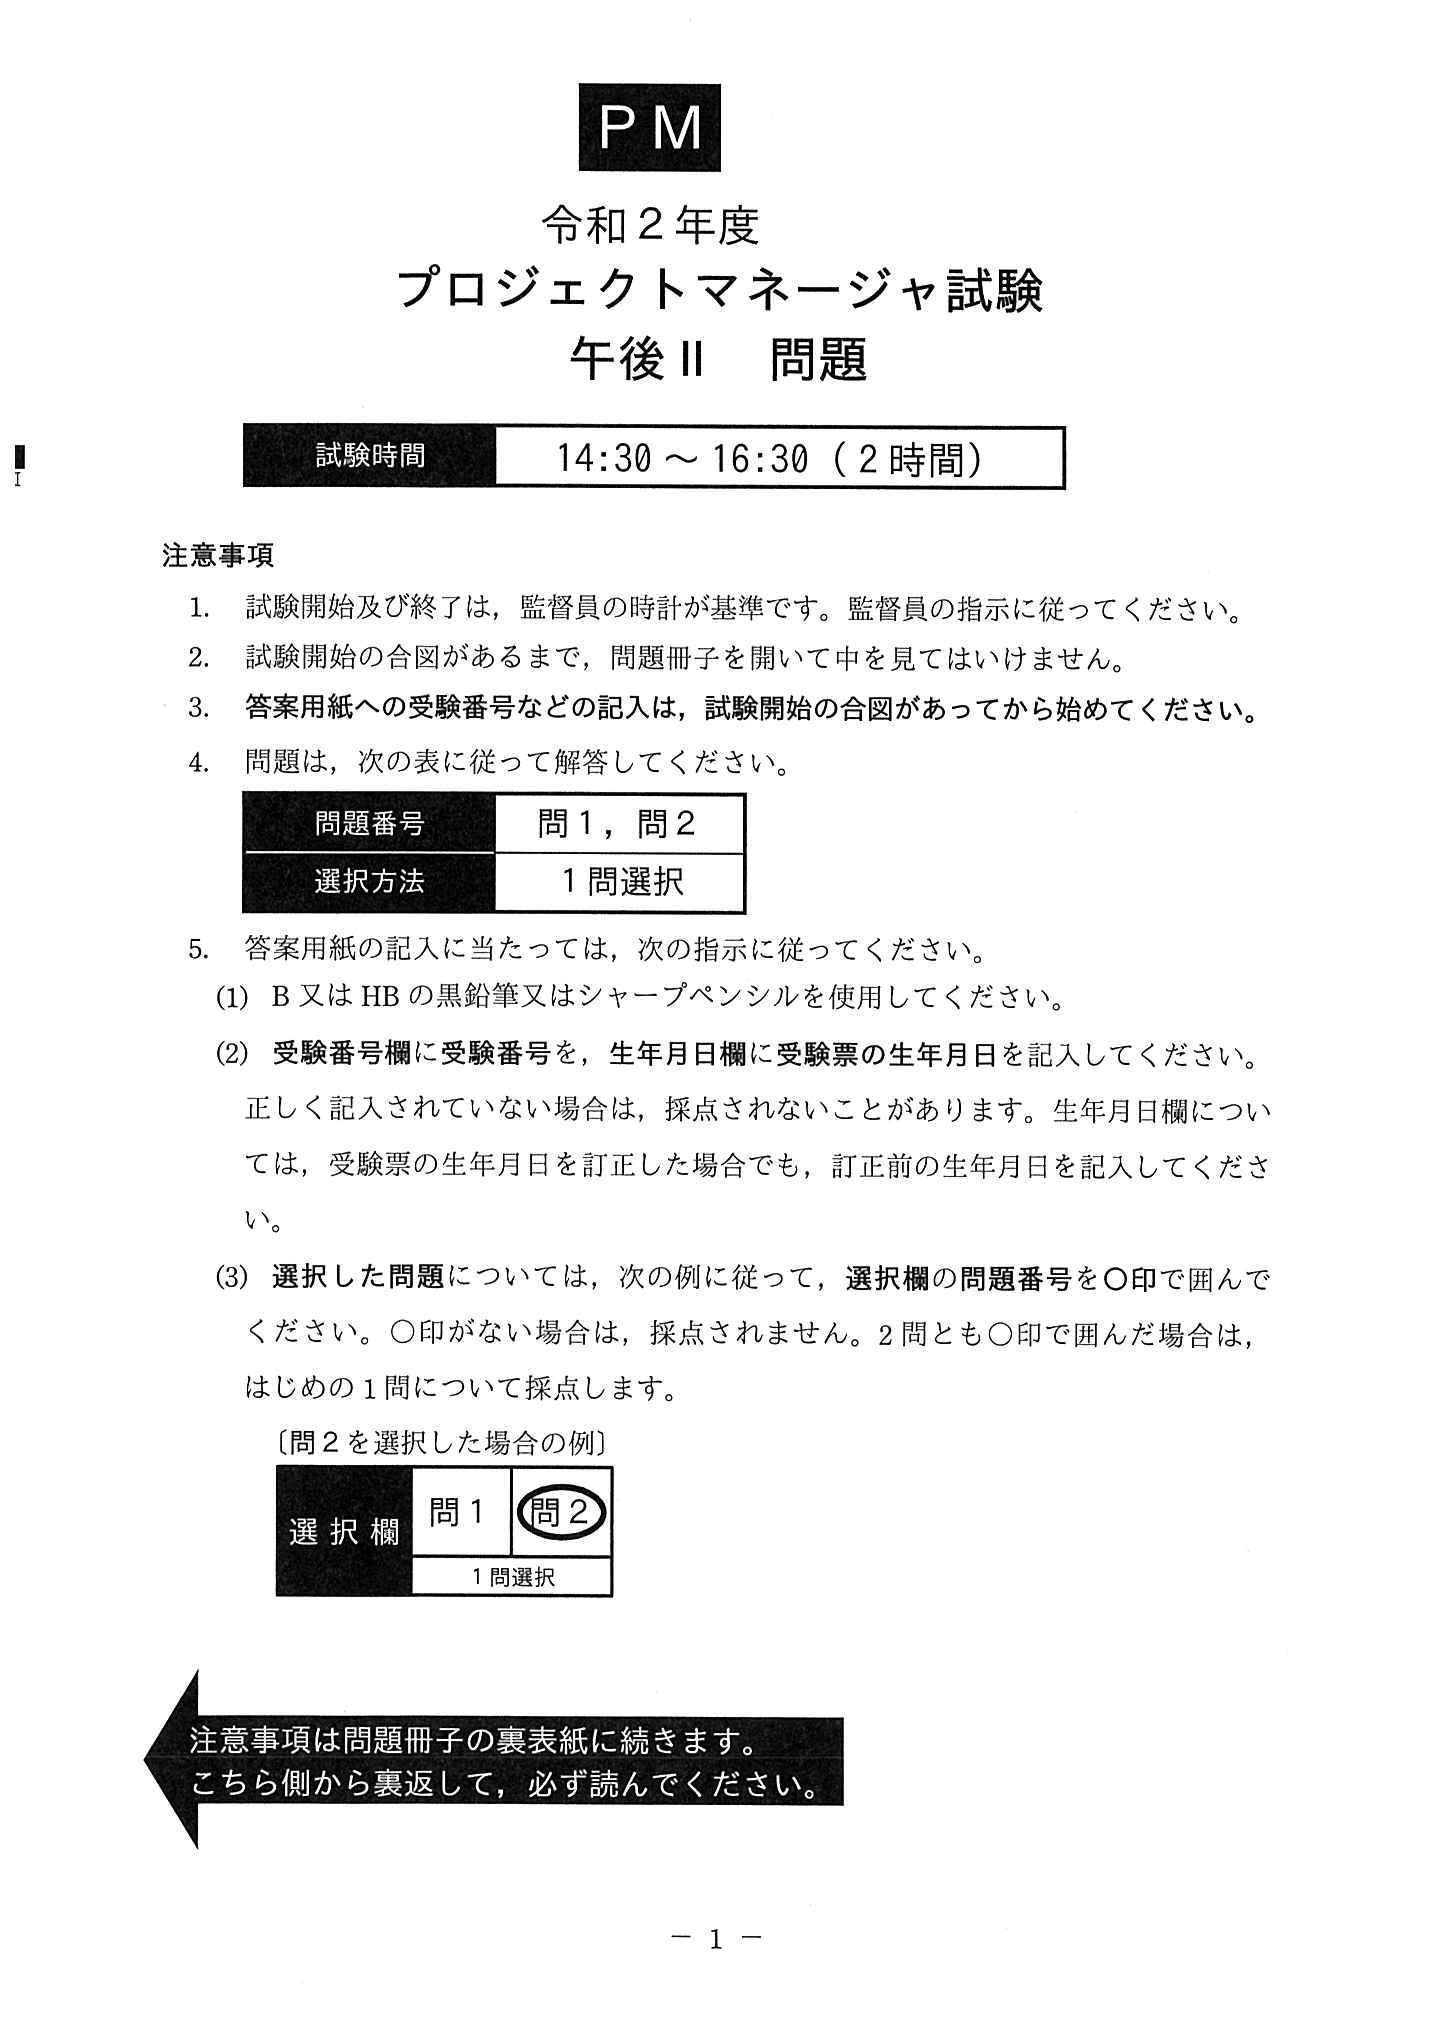 PM
令和2年度
プロジェクトマネージャ試験
午後Ⅱ 問題
試験時間 14:30 ～ 16:30（2時間）
注意事項
1. 試験開始及び終了は，監督員の時計が基準です。監督員の指示に従ってください。
2. 試験開始の合図があるまで，問題冊子を開いて中を見てはいけません。
3. 答案用紙への受験番号などの記入は，試験開始の合図があってから始めてください。
4. 問題は，次の表に従って解答してください。
問題番号 問1，問2
選択方法 1問選択
5. 答案用紙の記入に当たっては，次の指示に従ってください。
(1) B又はHBの黒鉛筆又はシャープペンシルを使用してください。
(2) 受験番号欄に受験番号を，生年月日欄に受験票の生年月日を記入してください。
正しく記入されていない場合は，採点されないことがあります。生年月日欄につい
ては，受験票の生年月日を訂正した場合でも，訂正前の生年月日を記入してくださ
い。
(3) 選択した問題については，次の例に従って，選択欄の問題番号を○印で囲んで
ください。○印がない場合は，採点されません。2問とも○印で囲んだ場合は，
はじめの1問について採点します。
〔問2を選択した場合の例〕
選択欄 問1 問2
1問選択
注意事項は問題冊子の裏表紙に続きます。
こちら側から裏返して，必ず読んでください。
－ 1 －